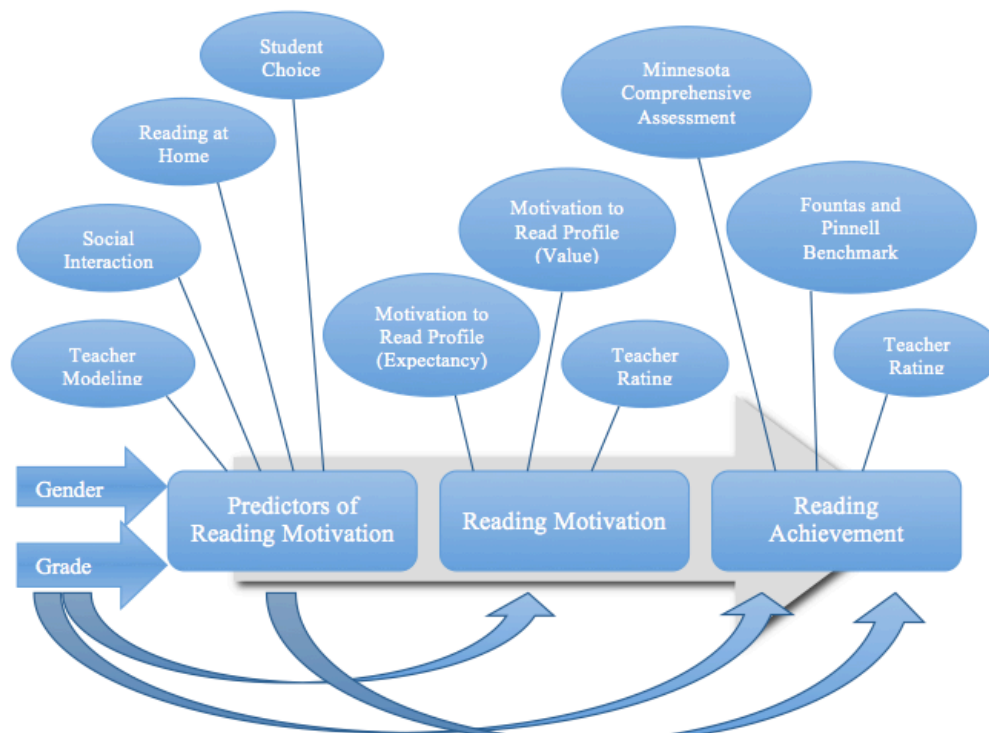 Student
Choice
Minnesota
Comprehensive
Assessment
Reading at
Home
Motivation to
Read Profile
(Value)
Fountas and
Pinnell
Benchmark
Social
Interaction
Motivation to
Read Profile
(Expectancy)
Teacher
Rating
Teacher
Rating
Teacher
Modeling
Gender
Grade
Predictors of
Reading Motivation
Reading Motivation
Reading
Achievement